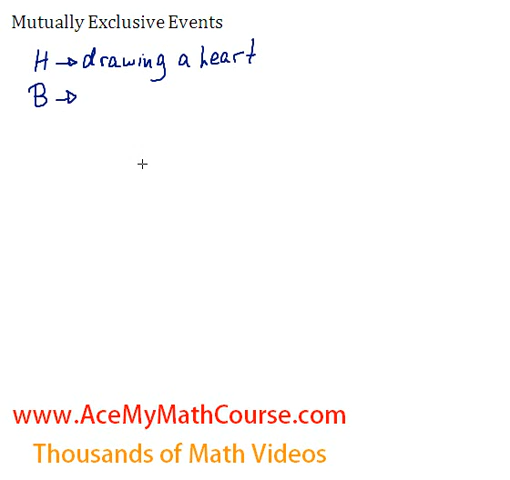 Mutually Exclusive Events
H → drawing a heart
B →
www.AceMyMathCourse.com
Thousands of Math Videos